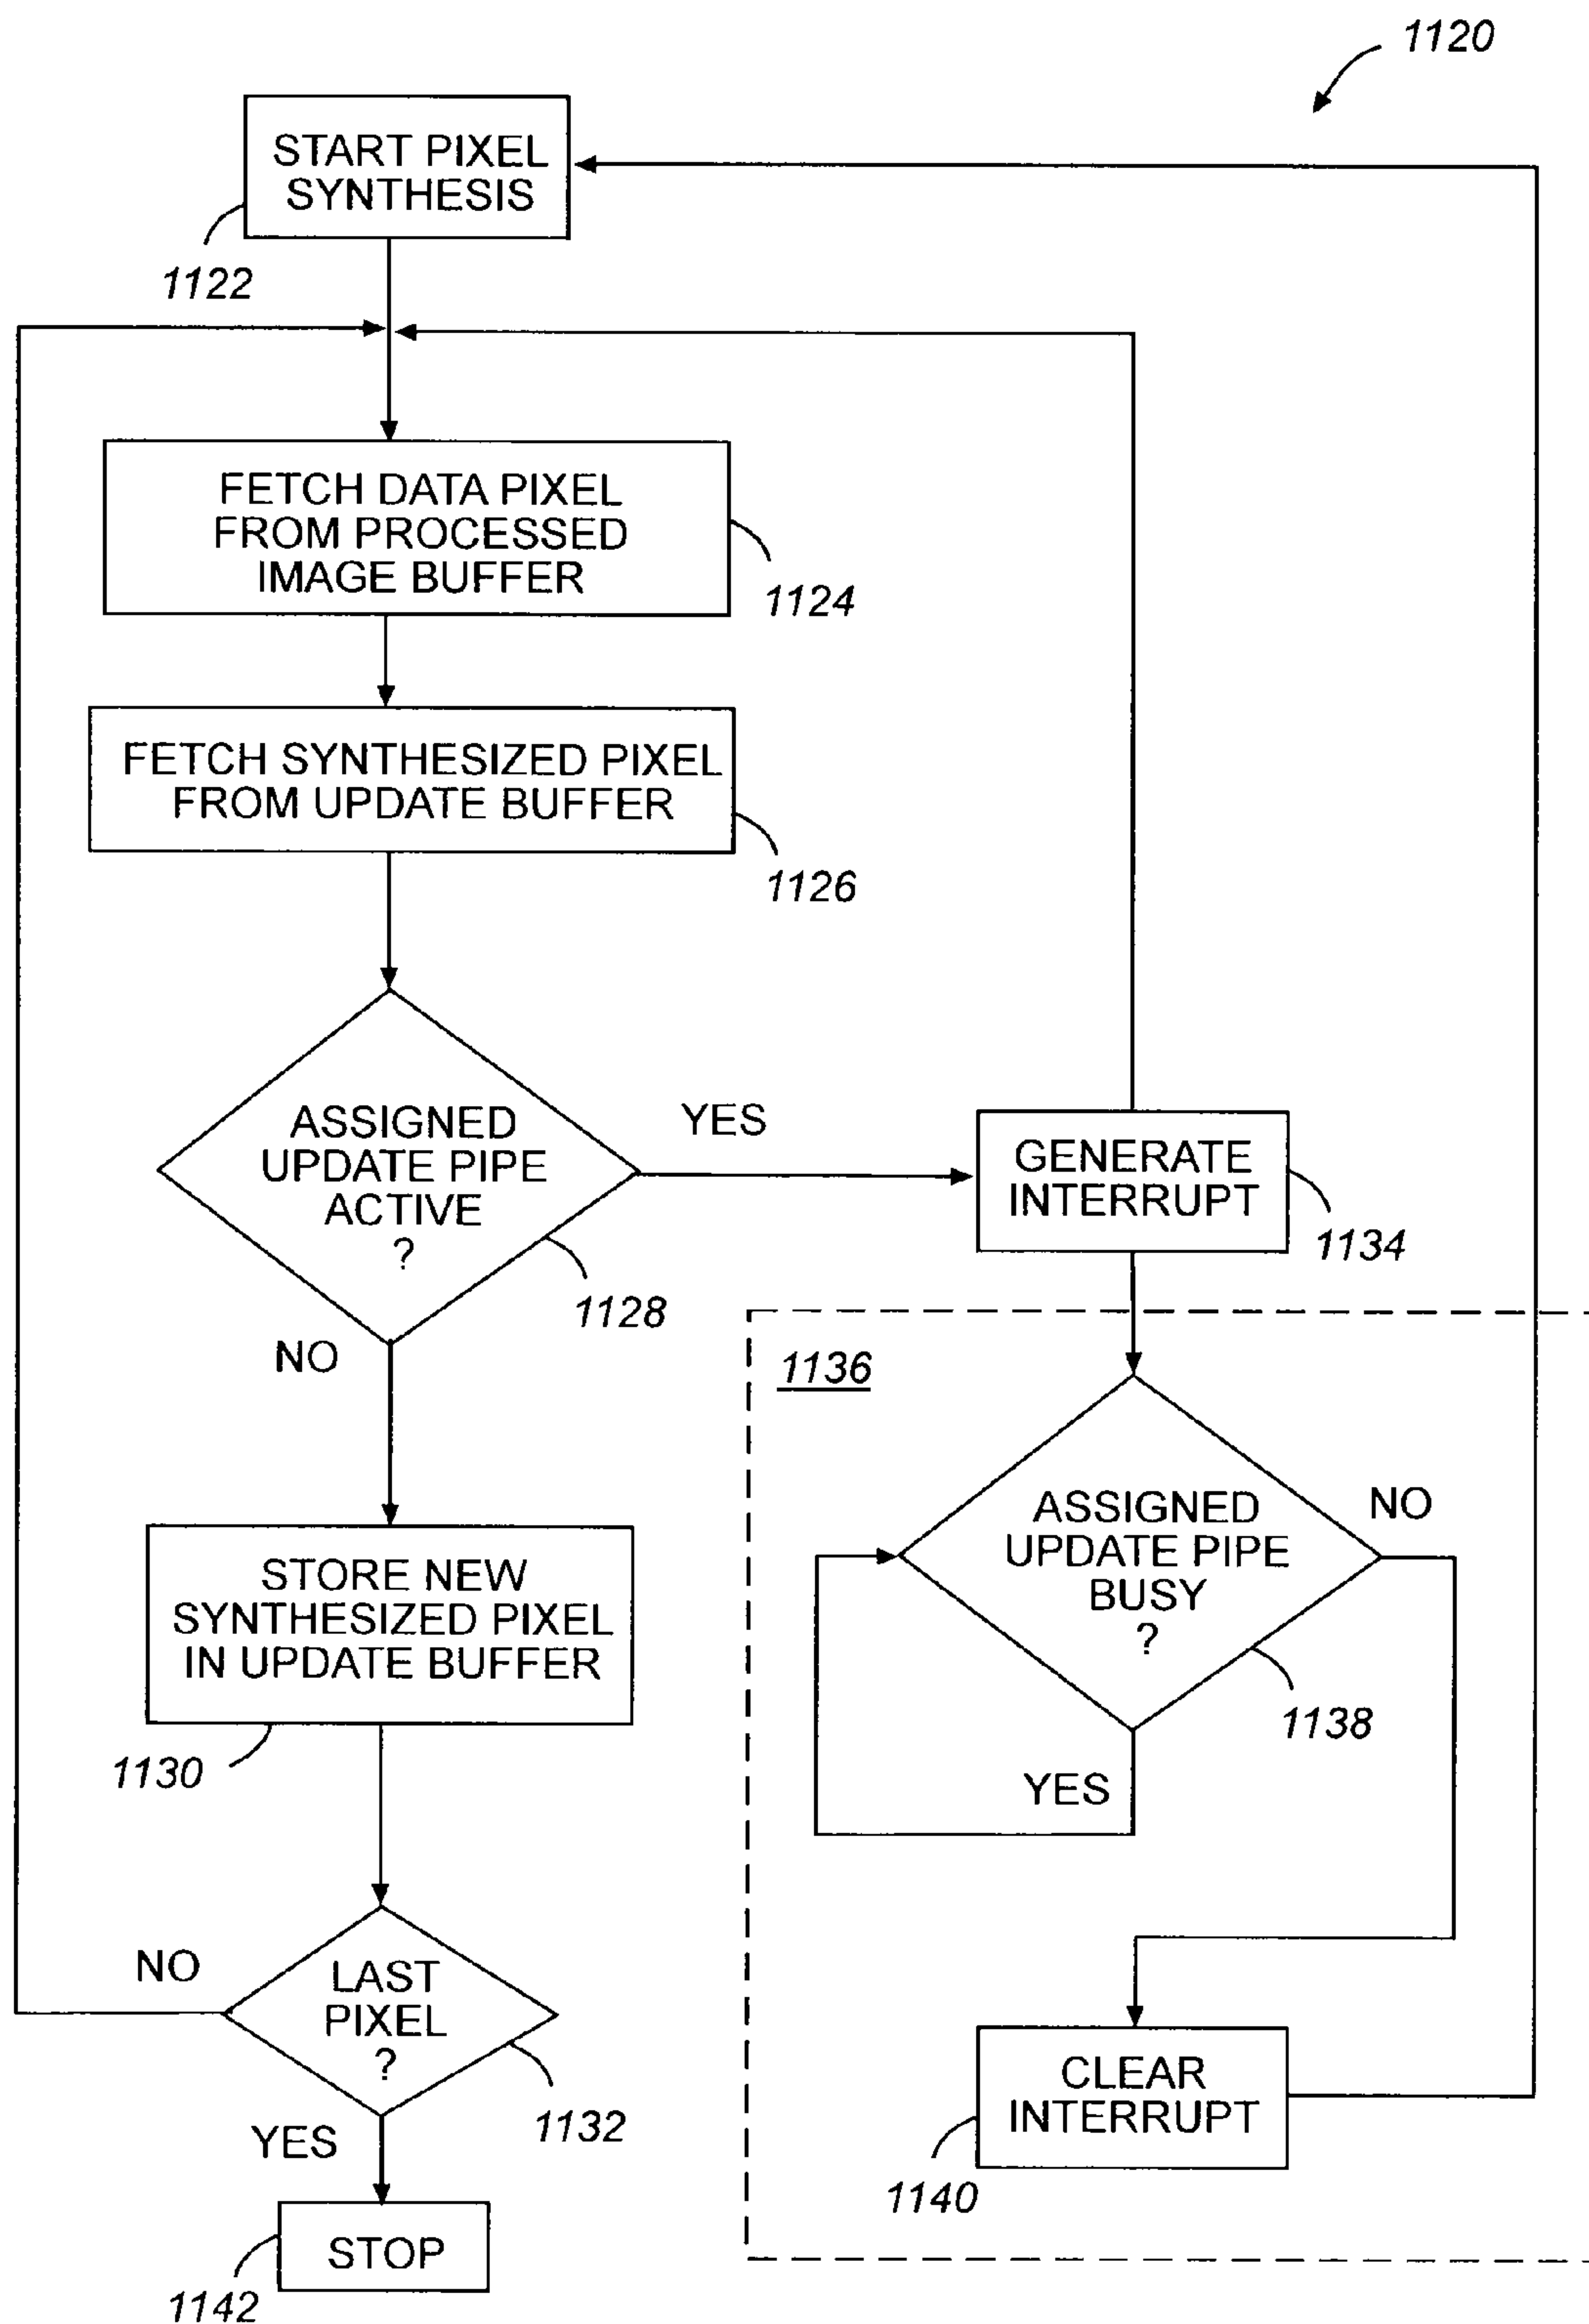 1120
START PIXEL
SYNTHESIS
1122
FETCH DATA PIXEL
FROM PROCESSED
IMAGE BUFFER
1124
FETCH SYNTHESIZED PIXEL
FROM UPDATE BUFFER
1126
ASSIGNED
UPDATE PIPE
ACTIVE
?
YES
1128
NO
GENERATE
INTERRUPT
1134
1136
ASSIGNED
UPDATE PIPE
BUSY
?
NO
1138
YES
STORE NEW
SYNTHESIZED PIXEL
IN UPDATE BUFFER
1130
NO
LAST
PIXEL
?
1132
YES
CLEAR
INTERRUPT
1140
STOP
1142